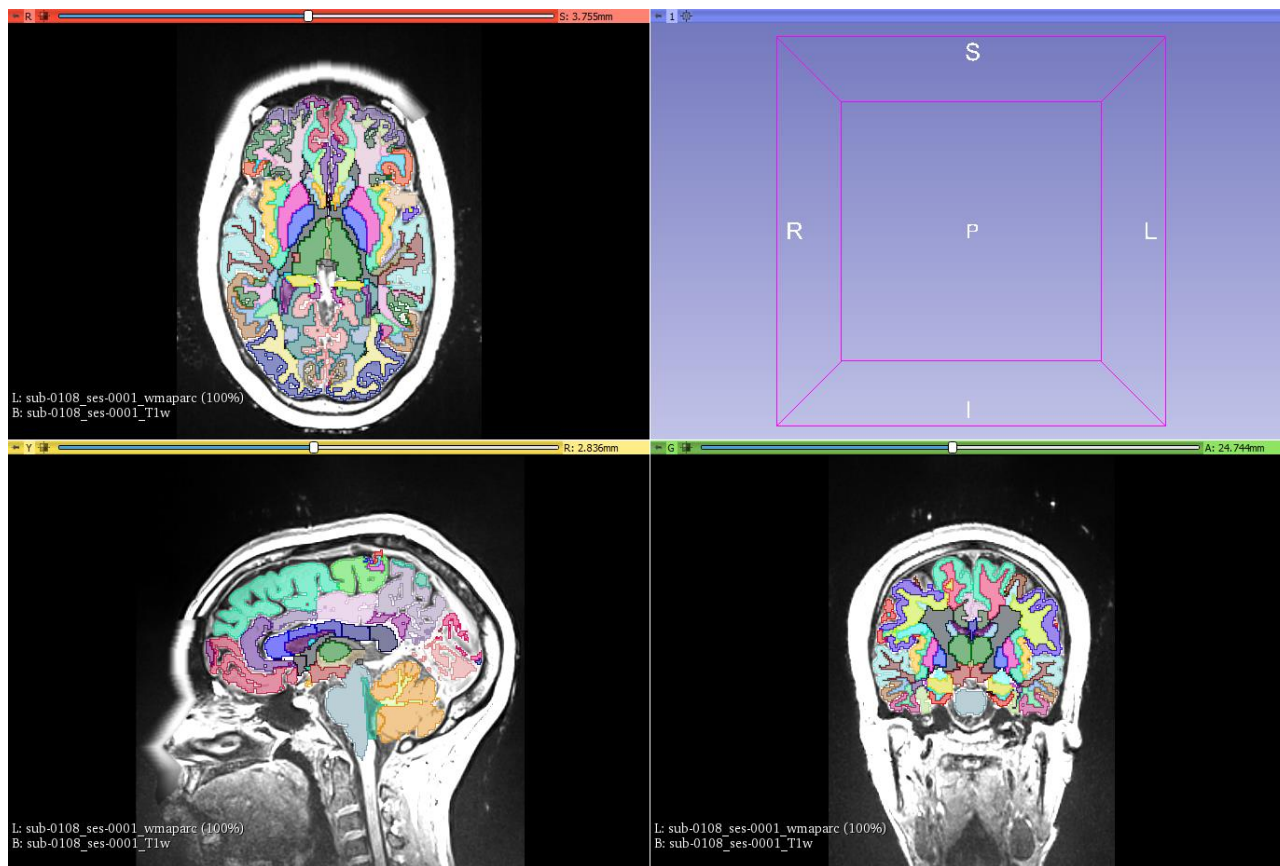 R S: 3.755mm
L: sub-0108_ses-0001_wmaparc (100%)
B: sub-0108_ses-0001_T1w
1
S
R P L
I
Y R: 2.836mm
L: sub-0108_ses-0001_wmaparc (100%)
B: sub-0108_ses-0001_T1w
G A: 24.744mm
L: sub-0108_ses-0001_wmaparc (100%)
B: sub-0108_ses-0001_T1w